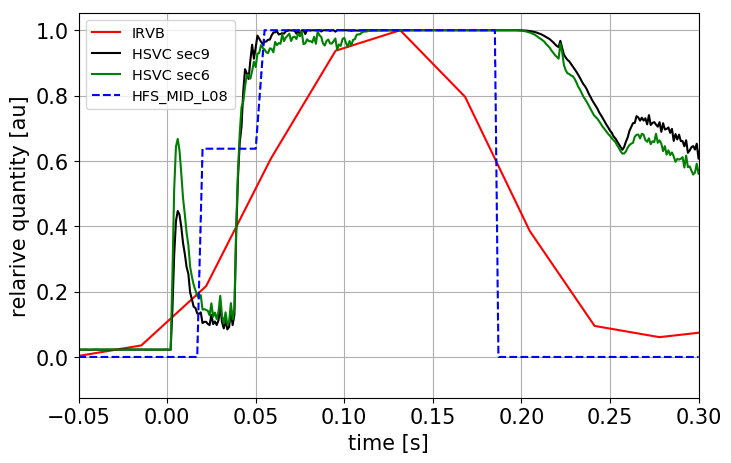 IRVB
HSVC sec9
HSVC sec6
HFS_MID_L08
relarive quantity [au]
1.0
0.8
0.6
0.4
0.2
0.0
−0.05 0.00 0.05 0.10 0.15 0.20 0.25 0.30
time [s]